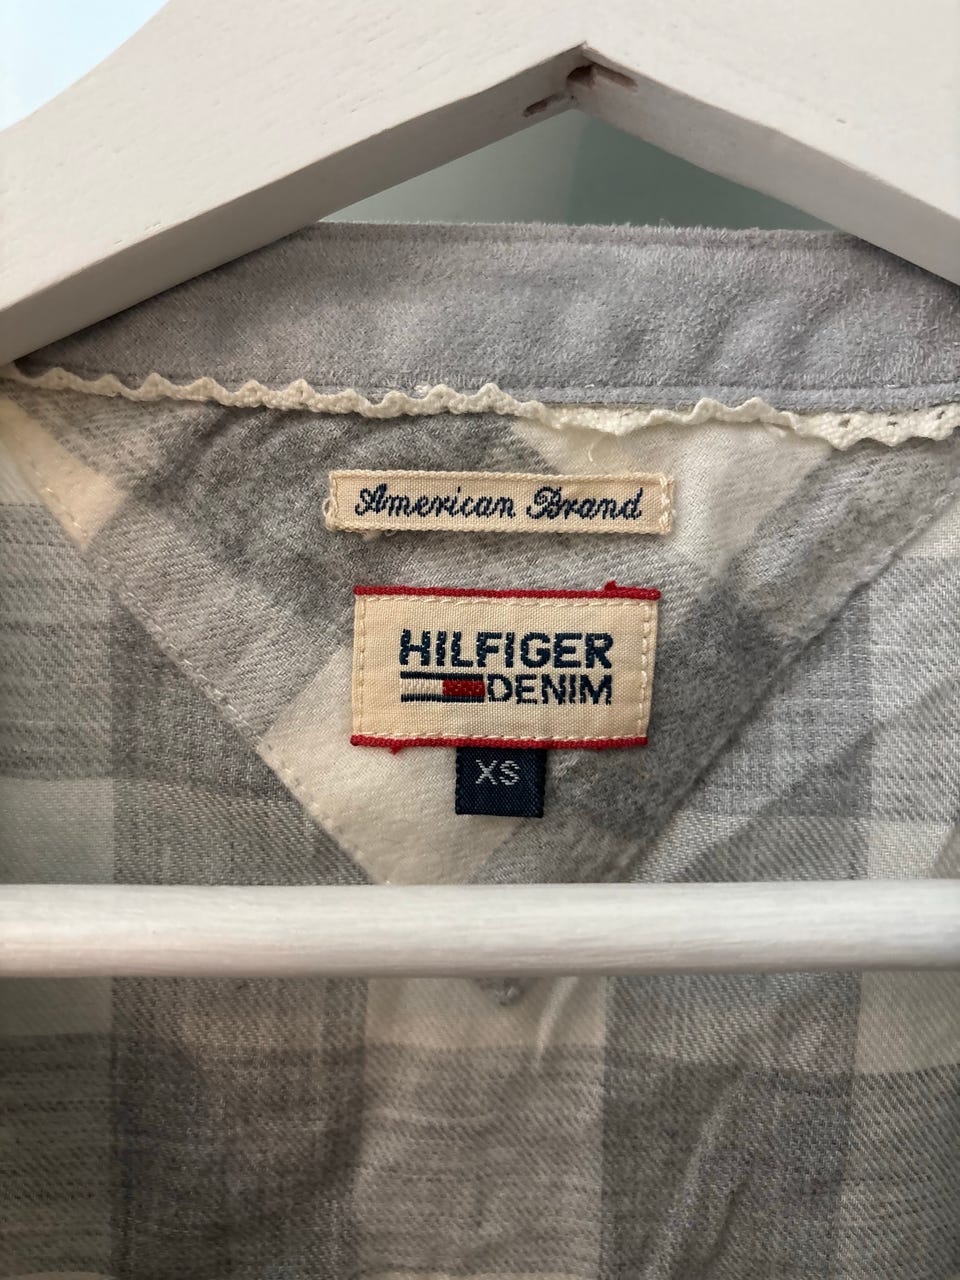 American Brand
HILFIGER
DENIM
XS